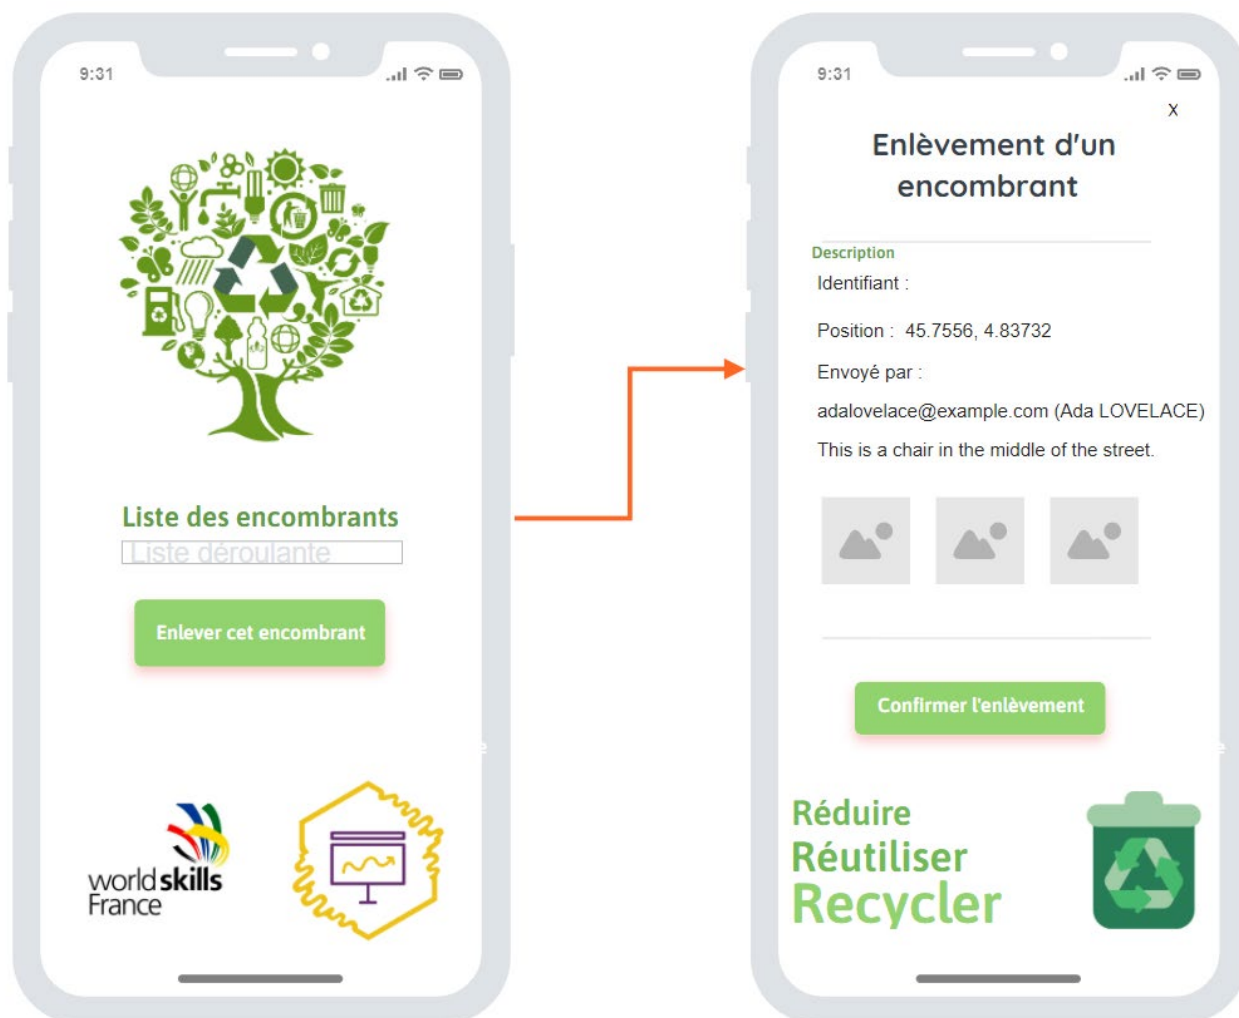 9:31
Liste des encombrants
Liste déroulante
Enlever cet encombrant
e
world skills
France
9:31
X
Enlèvement d'un
encombrant
Description
Identifiant :
Position : 45.7556, 4.83732
Envoyé par :
adalovelace@example.com (Ada LOVELACE)
This is a chair in the middle of the street.
Confirmer l'enlèvement
e
Réduire
Réutiliser
Recycler